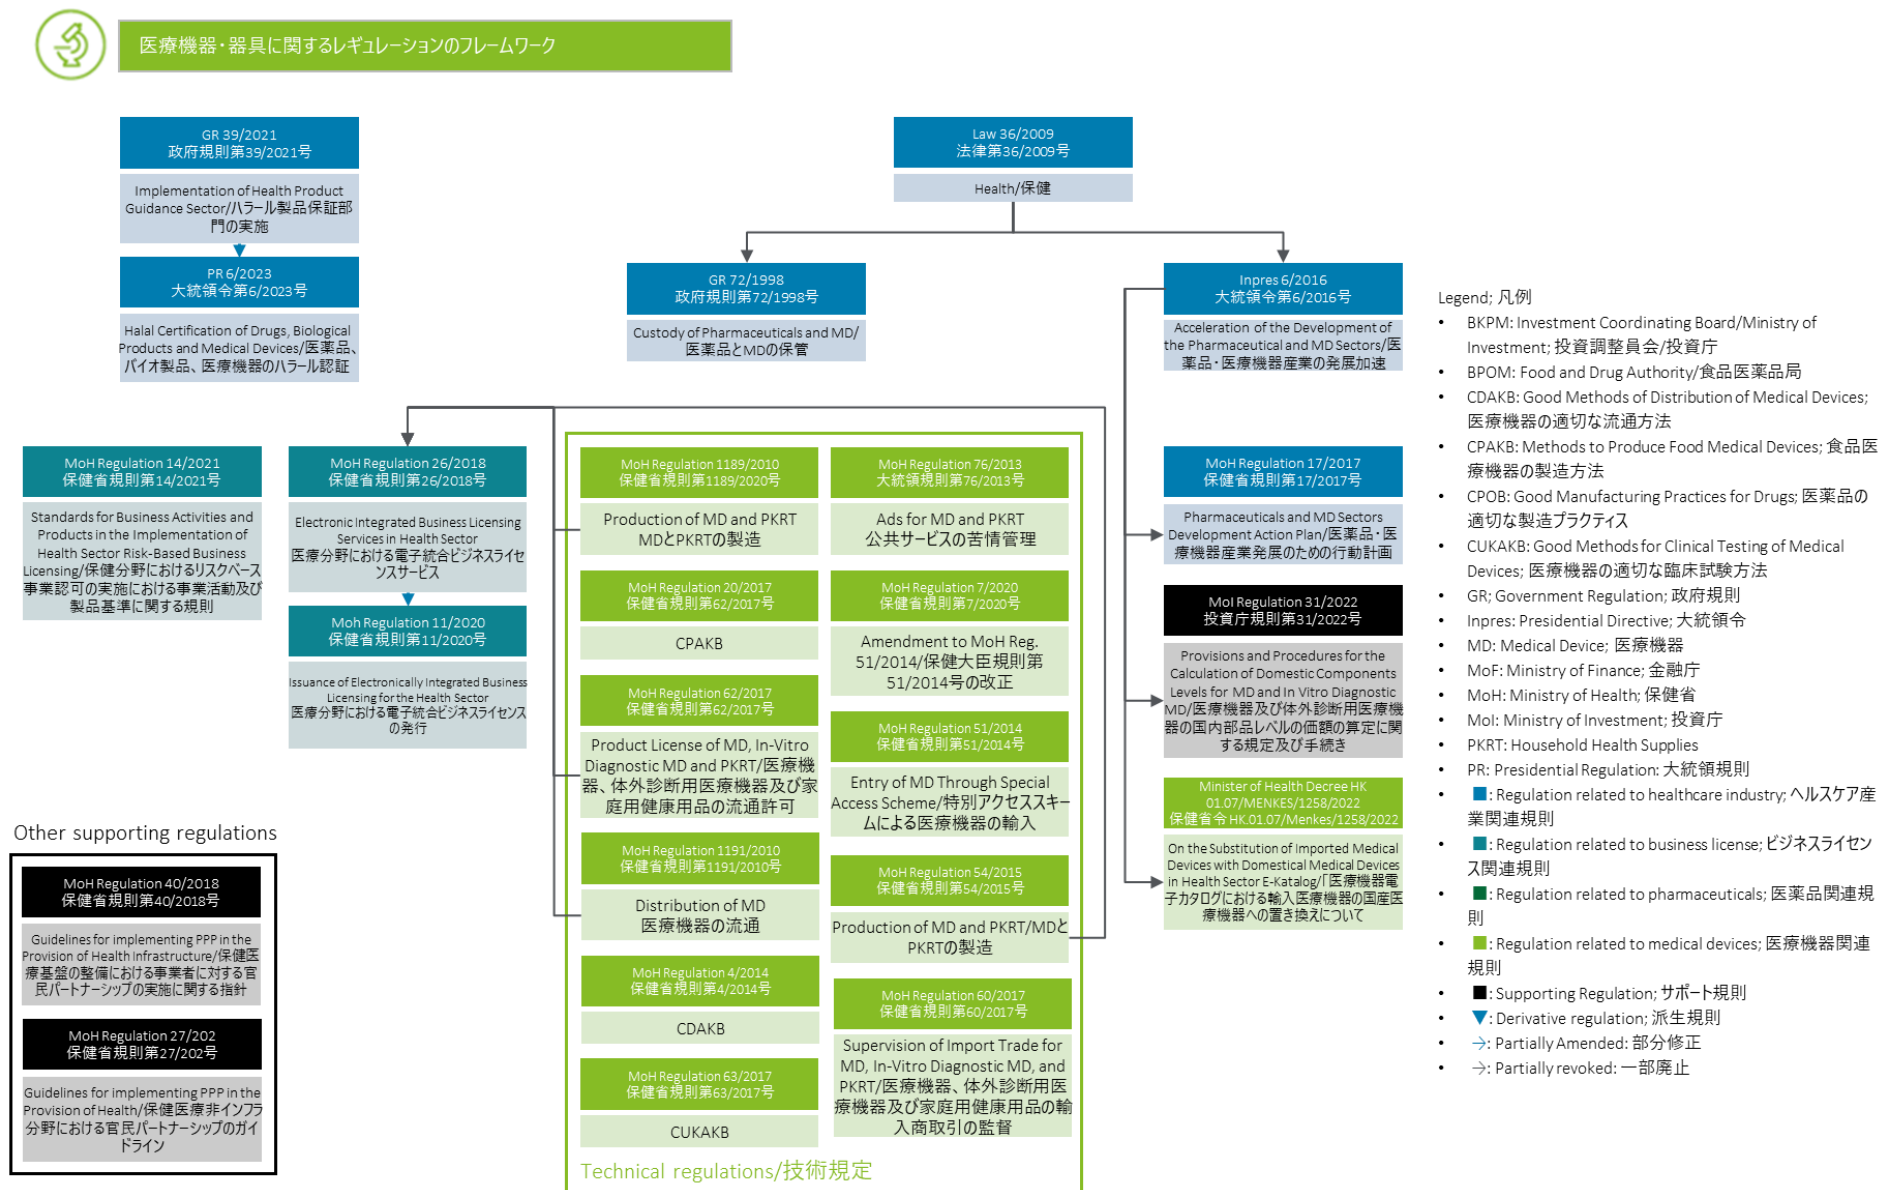 医療機器・器具に関するレギュレーションのフレームワーク
GR 39/2021
政府規則第39/2021号
Implementation of Health Product
Guidance Sector/ハラール製品保証部
門の実施
PR 6/2023
大統領令第6/2023号
Halal Certification of Drugs, Biological
Products and Medical Devices/医薬品、
バイオ製品、医療機器のハラール認証
Law 36/2009
法律第36/2009号
Health/保健
GR 72/1998
政府規則第72/1998号
Custody of Pharmaceuticals and MD/
医薬品とMDの保管
Inpres 6/2016
大統領令第6/2016号
Acceleration of the Development of
the Pharmaceutical and MD Sectors/医
薬品・医療機器産業の発展加速
MoH Regulation 14/2021
保健省規則第14/2021号
Standards for Business Activities and
Products in the Implementation of
Health Sector Risk-Based Business
Licensing/保健分野におけるリスクベース
事業認可の実施における事業活動及び
製品基準に関する規則
MoH Regulation 26/2018
保健省規則第26/2018号
Electronic Integrated Business Licensing
Services in Health Sector
医療分野における電子統合ビジネスライセ
ンスサービス
Moh Regulation 11/2020
保健省規則第11/2020号
Issuance of Electronically Integrated Business
Licensing for the Health Sector
医療分野における電子統合ビジネスライセンス
の発行
MoH Regulation 1189/2010
保健省規則第1189/2020号
Production of MD and PKRT
MDとPKRTの製造
MoH Regulation 20/2017
保健省規則第62/2017号
CPAKB
MoH Regulation 62/2017
保健省規則第62/2017号
Product License of MD, In-Vitro
Diagnostic MD and PKRT/医療機
器、体外診断用医療機器及び家
庭用健康用品の流通許可
MoH Regulation 1191/2010
保健省規則第1191/2010号
Distribution of MD
医療機器の流通
MoH Regulation 4/2014
保健省規則第4/2014号
CDAKB
MoH Regulation 63/2017
保健省規則第63/2017号
CUKAKB
MoH Regulation 76/2013
大統領規則第76/2013号
Ads for MD and PKRT
公共サービスの苦情管理
MoH Regulation 7/2020
保健省規則第7/2020号
Amendment to MoH Reg.
51/2014/保健大臣規則第
51/2014号の改正
MoH Regulation 51/2014
保健省規則第51/2014号
Entry of MD Through Special
Access Scheme/特別アクセススキー
ムによる医療機器の輸入
MoH Regulation 54/2015
保健省規則第54/2015号
Production of MD and PKRT/MDと
PKRTの製造
MoH Regulation 60/2017
保健省規則第60/2017号
Supervision of Import Trade for
MD, In-Vitro Diagnostic MD, and
PKRT/医療機器、体外診断用医
療機器及び家庭用健康用品の輸
入商取引の監督
Technical regulations/技術規定
MoH Regulation 17/2017
保健省規則第17/2017号
Pharmaceuticals and MD Sectors
Development Action Plan/医薬品・医
療機器産業発展のための行動計画
MoI Regulation 31/2022
投資庁規則第31/2022号
Provisions and Procedures for the
Calculation of Domestic Components
Levels for MD and In Vitro Diagnostic
MD/医療機器及び体外診断用医療機
器の国内部品レベルの価額の算定に関
する規定及び手続き
Minister of Health Decree HK
01.07/MENKES/1258/2022
保健省令 HK.01.07/Menkes/1258/2022
On the Substitution of Imported Medical
Devices with Domestical Medical Devices
in Health Sector E-Katalog/「医療機器電
子カタログにおける輸入医療機器の国産医
療機器への置き換えについて
Other supporting regulations
MoH Regulation 40/2018
保健省規則第40/2018号
Guidelines for implementing PPP in the
Provision of Health Infrastructure/保健医
療基盤の整備における事業者に対する官
民パートナーシップの実施に関する指針
MoH Regulation 27/202
保健省規則第27/202号
Guidelines for implementing PPP in the
Provision of Health/保健医療非インフラ
分野における官民パートナーシップのガイ
ドライン
Legend; 凡例
• BKPM: Investment Coordinating Board/Ministry of
Investment; 投資調整員会/投資庁
• BPOM: Food and Drug Authority/食品医薬品局
• CDAKB: Good Methods of Distribution of Medical Devices;
医療機器の適切な流通方法
• CPAKB: Methods to Produce Food Medical Devices; 食品医
療機器の製造方法
• CPOB: Good Manufacturing Practices for Drugs; 医薬品の
適切な製造プラクティス
• CUKAKB: Good Methods for Clinical Testing of Medical
Devices; 医療機器の適切な臨床試験方法
• GR; Government Regulation; 政府規則
• Inpres: Presidential Directive; 大統領令
• MD: Medical Device; 医療機器
• MoF: Ministry of Finance; 金融庁
• MoH: Ministry of Health; 保健省
• MoI: Ministry of Investment; 投資庁
• PKRT: Household Health Supplies
• PR: Presidential Regulation: 大統領規則
• ■: Regulation related to healthcare industry; ヘルスケア産
業関連規則
• ■: Regulation related to business license; ビジネスライセン
ス関連規則
• ■: Regulation related to pharmaceuticals; 医薬品関連規
則
• ■: Regulation related to medical devices; 医療機器関連
規則
• ■: Supporting Regulation; サポート規則
• ▼: Derivative regulation; 派生規則
• →: Partially Amended: 部分修正
• →: Partially revoked: 一部廃止